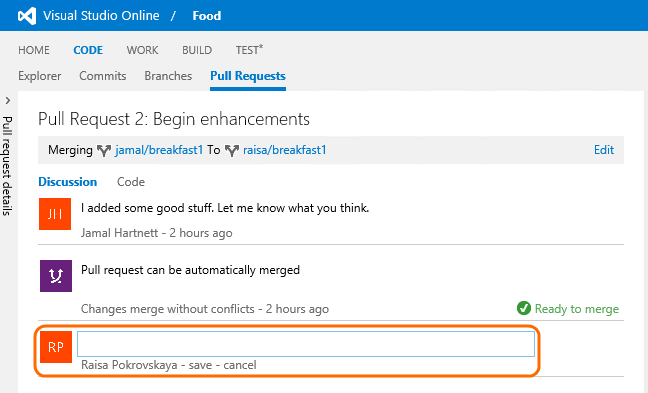 Visual Studio Online / Food
HOME CODE WORK BUILD TEST*
Explorer Commits Branches Pull Requests
Pull request details
Pull Request 2: Begin enhancements
Merging jamal/breakfast1 To raisa/breakfast1 Edit
Discussion Code
JH I added some good stuff. Let me know what you think.
Jamal Hartnett - 2 hours ago
Pull request can be automatically merged
Changes merge without conflicts - 2 hours ago Ready to merge
RP
Raisa Pokrovskaya - save - cancel